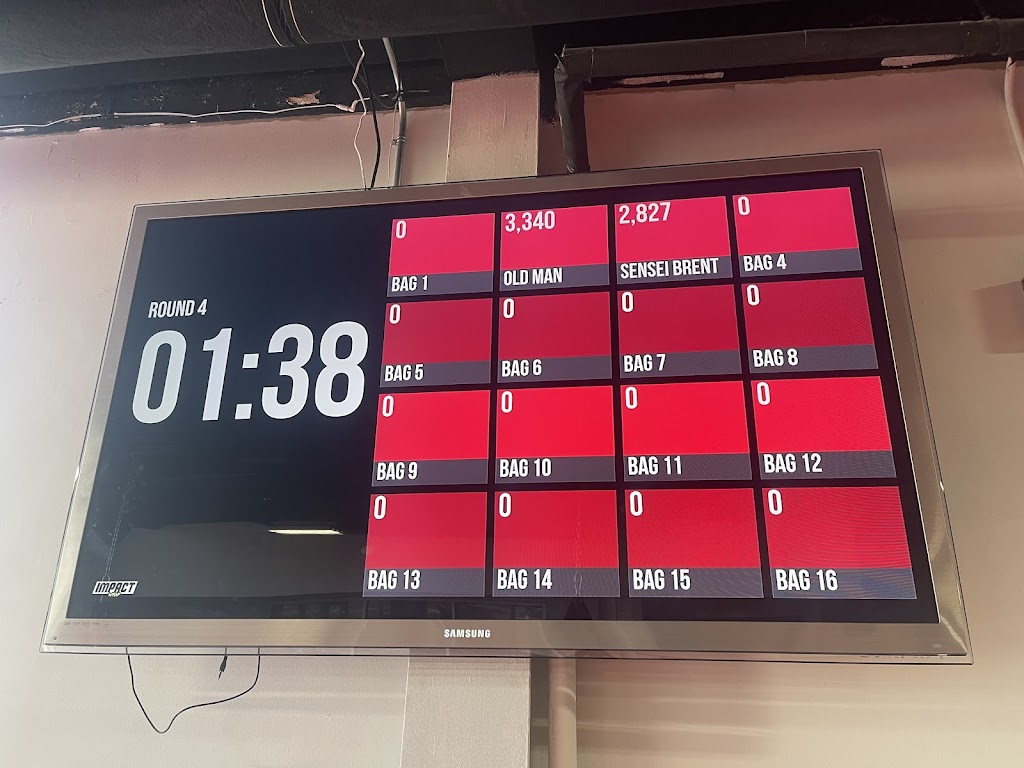 ROUND 4
01:38
0
BAG 1
3,340
OLD MAN
2,827
SENSEI BRENT
0
BAG 4
0
BAG 5
0
BAG 6
0
BAG 7
0
BAG 8
0
BAG 9
0
BAG 10
0
BAG 11
0
BAG 12
0
BAG 13
0
BAG 14
0
BAG 15
0
BAG 16
IMPACT
SAMSUNG